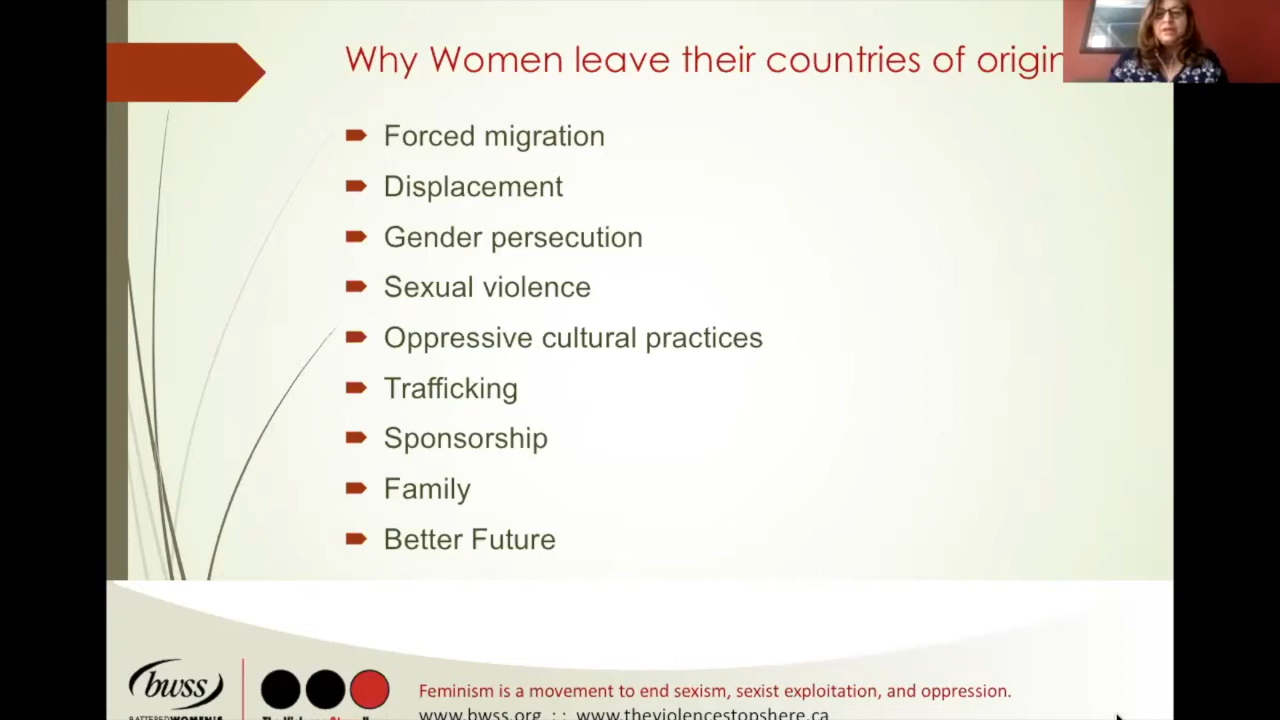 Why Women leave their countries of origin
Forced migration
Displacement
Gender persecution
Sexual violence
Oppressive cultural practices
Trafficking
Sponsorship
Family
Better Future
bwss
BATTERED WOMEN'S
Feminism is a movement to end sexism, sexist exploitation, and oppression.
www.bwss.org :: www.theviolencestopshere.ca